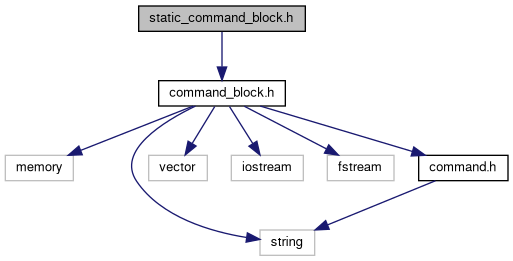 static_command_block.h
command_block.h
memory
vector
iostream
fstream
command.h
string